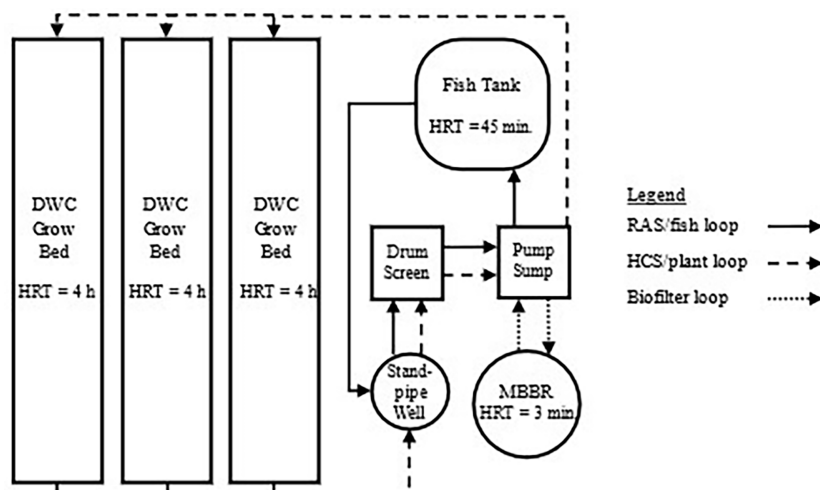 DWC
Grow
Bed
HRT = 4 h
DWC
Grow
Bed
HRT = 4 h
DWC
Grow
Bed
HRT = 4 h
Fish Tank
HRT = 45 min.
Drum
Screen
Pump
Sump
Stand-
pipe
Well
MBBR
HRT = 3 min.
Legend
RAS/fish loop
HCS/plant loop
Biofilter loop